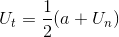 U_t = \frac{1}{2}(a + U_n)